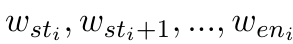 $w_{st_i}, w_{st_i+1}, ..., w_{en_i}$